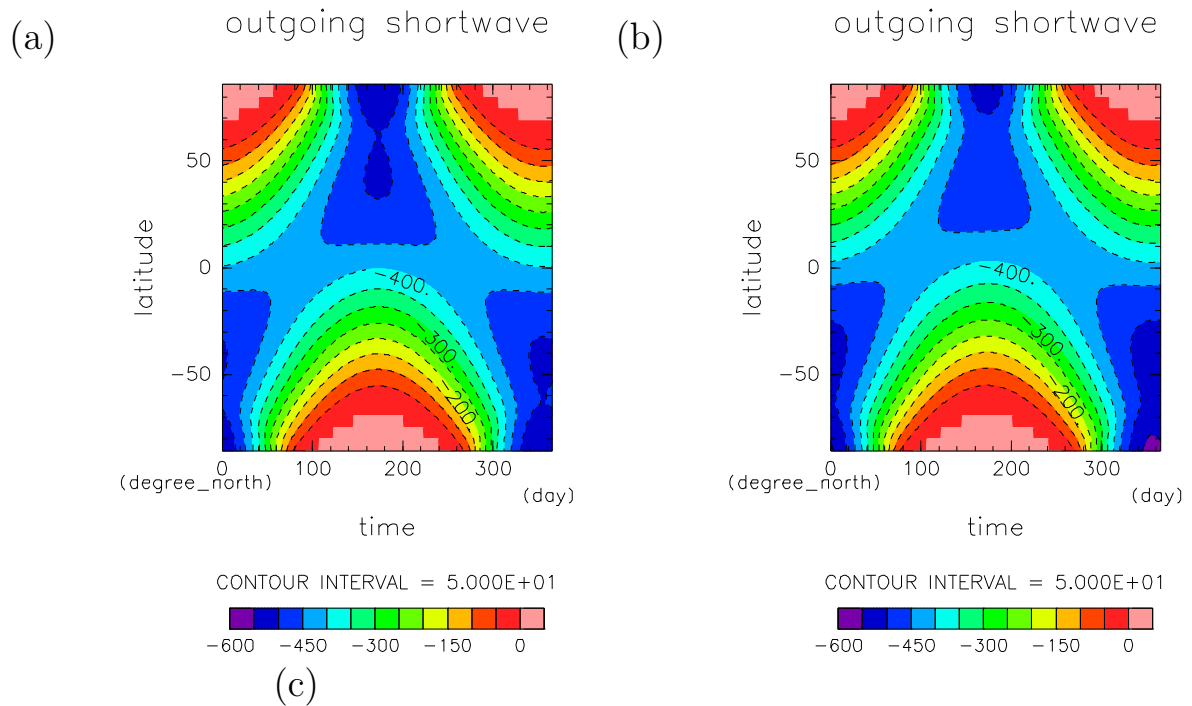 (a)
outgoing shortwave
latitude
50
0
−50
−400.
−300.
−200
0 100 200 300
(degree_north)
(day)
time
CONTOUR INTERVAL = 5.000E+01
−600 −450 −300 −150 0
(b)
outgoing shortwave
latitude
50
0
−50
−400.
−300.
−200
0 100 200 300
(degree_north)
(day)
time
CONTOUR INTERVAL = 5.000E+01
−600 −450 −300 −150 0
(c)